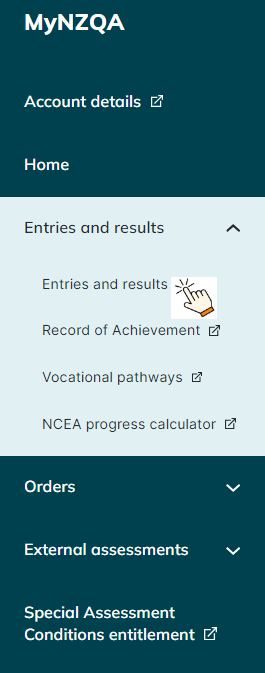 MyNZQA
Account details
Home
Entries and results
Entries and results
Record of Achievement
Vocational pathways
NCEA progress calculator
Orders
External assessments
Special Assessment
Conditions entitlement